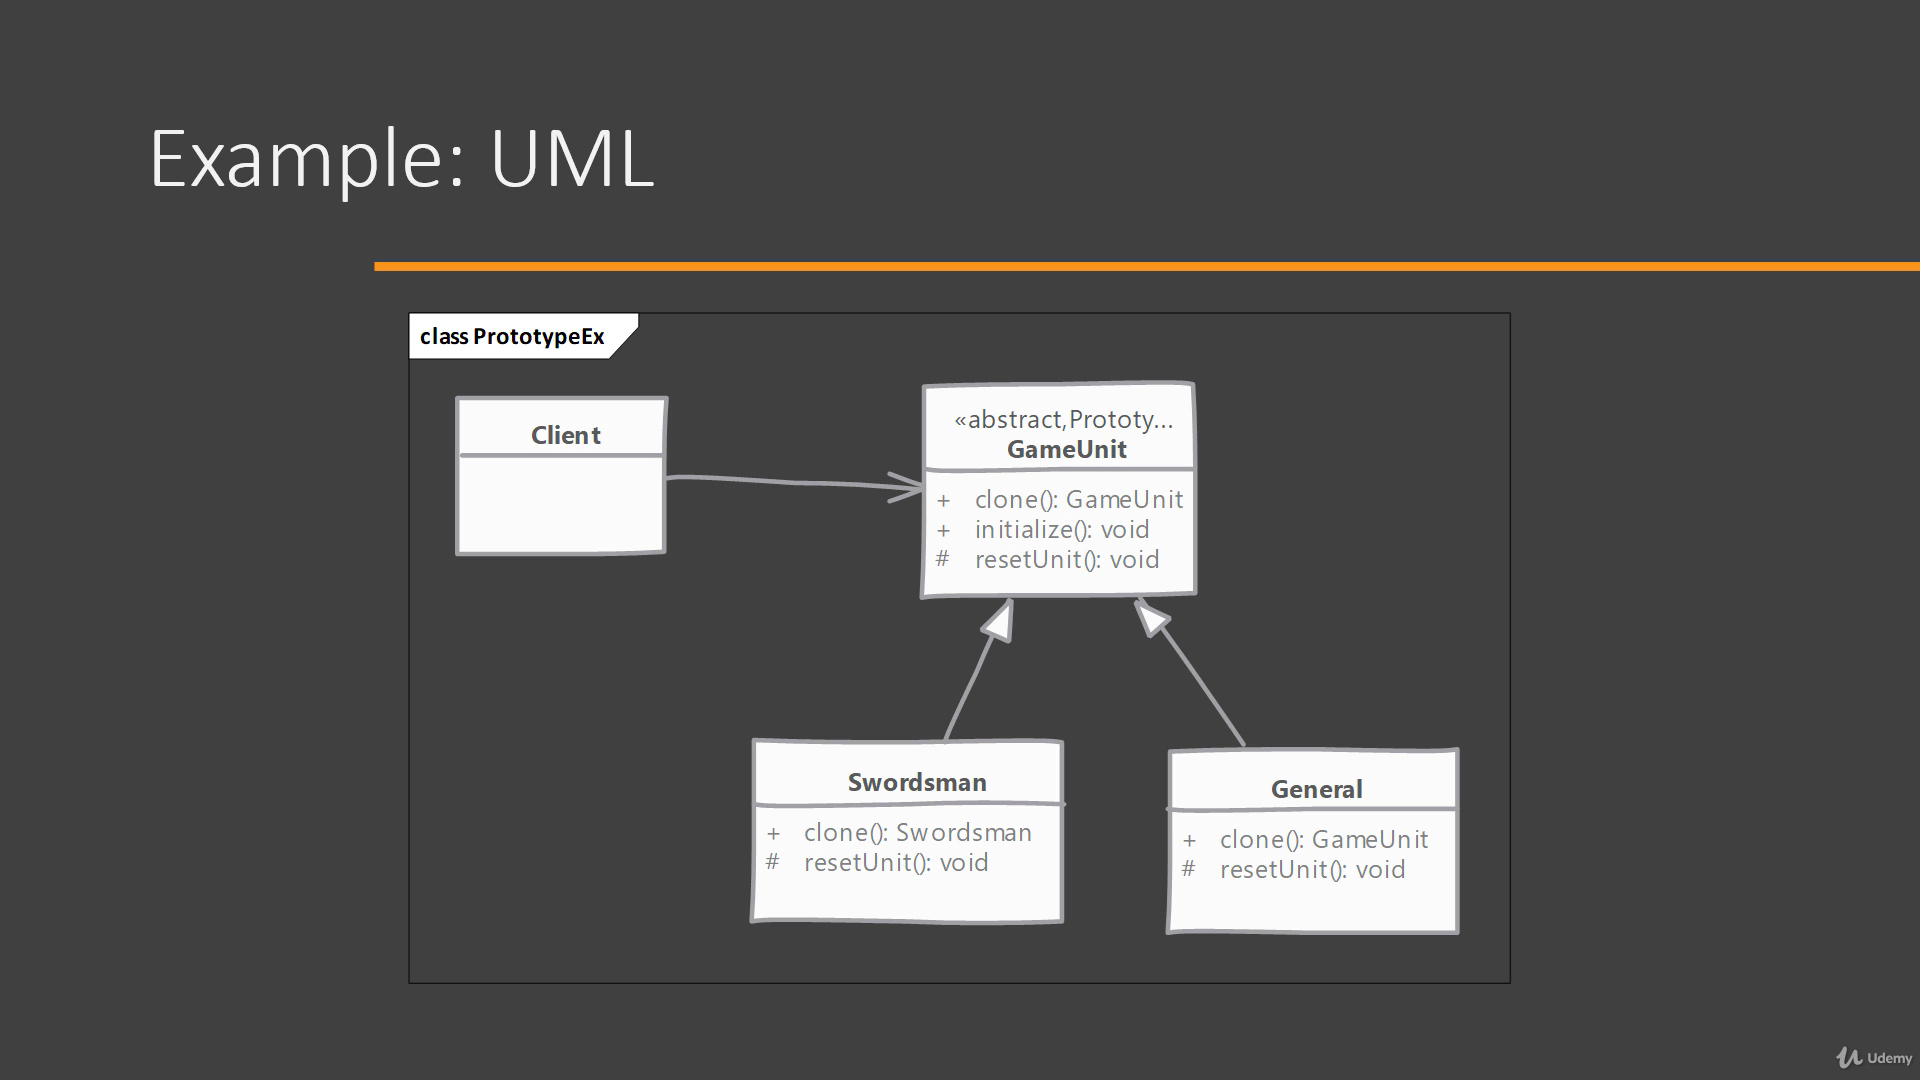 Example: UML
class PrototypeEx
Client
«abstract,Prototy...
GameUnit
+ clone(): GameUnit
+ initialize(): void
# resetUnit(): void
Swordsman
+ clone(): Swordsman
# resetUnit(): void
General
+ clone(): GameUnit
# resetUnit(): void
Udemy